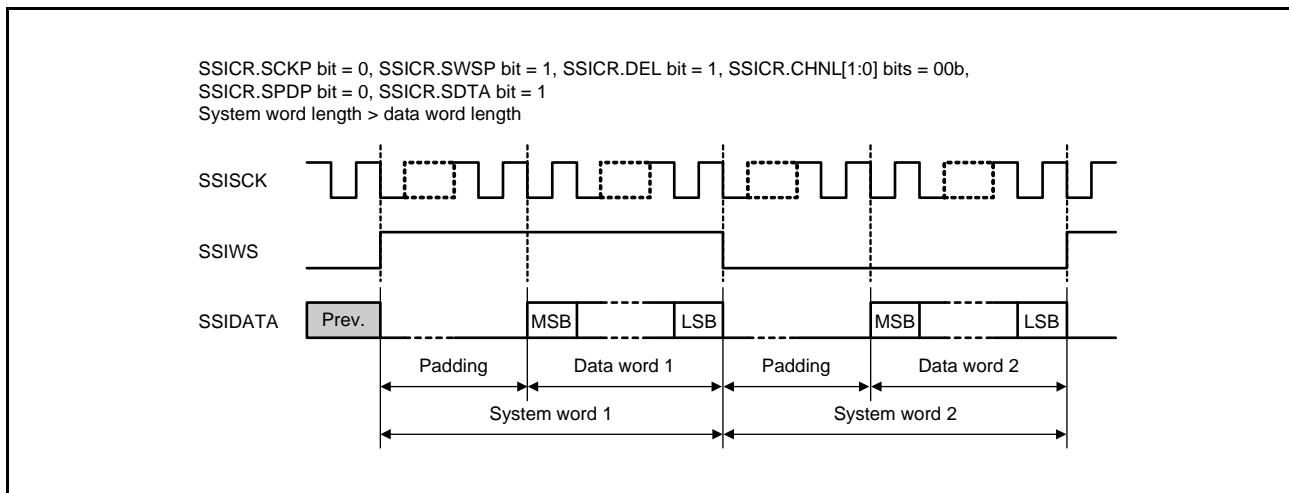 SSICR.SCKP bit = 0, SSICR.SWSP bit = 1, SSICR.DEL bit = 1, SSICR.CHNL[1:0] bits = 00b,
SSICR.SPDP bit = 0, SSICR.SDTA bit = 1
System word length > data word length
SSISCK
SSIWS
SSIDATA Prev. MSB LSB MSB LSB
Padding Data word 1 Padding Data word 2
System word 1 System word 2